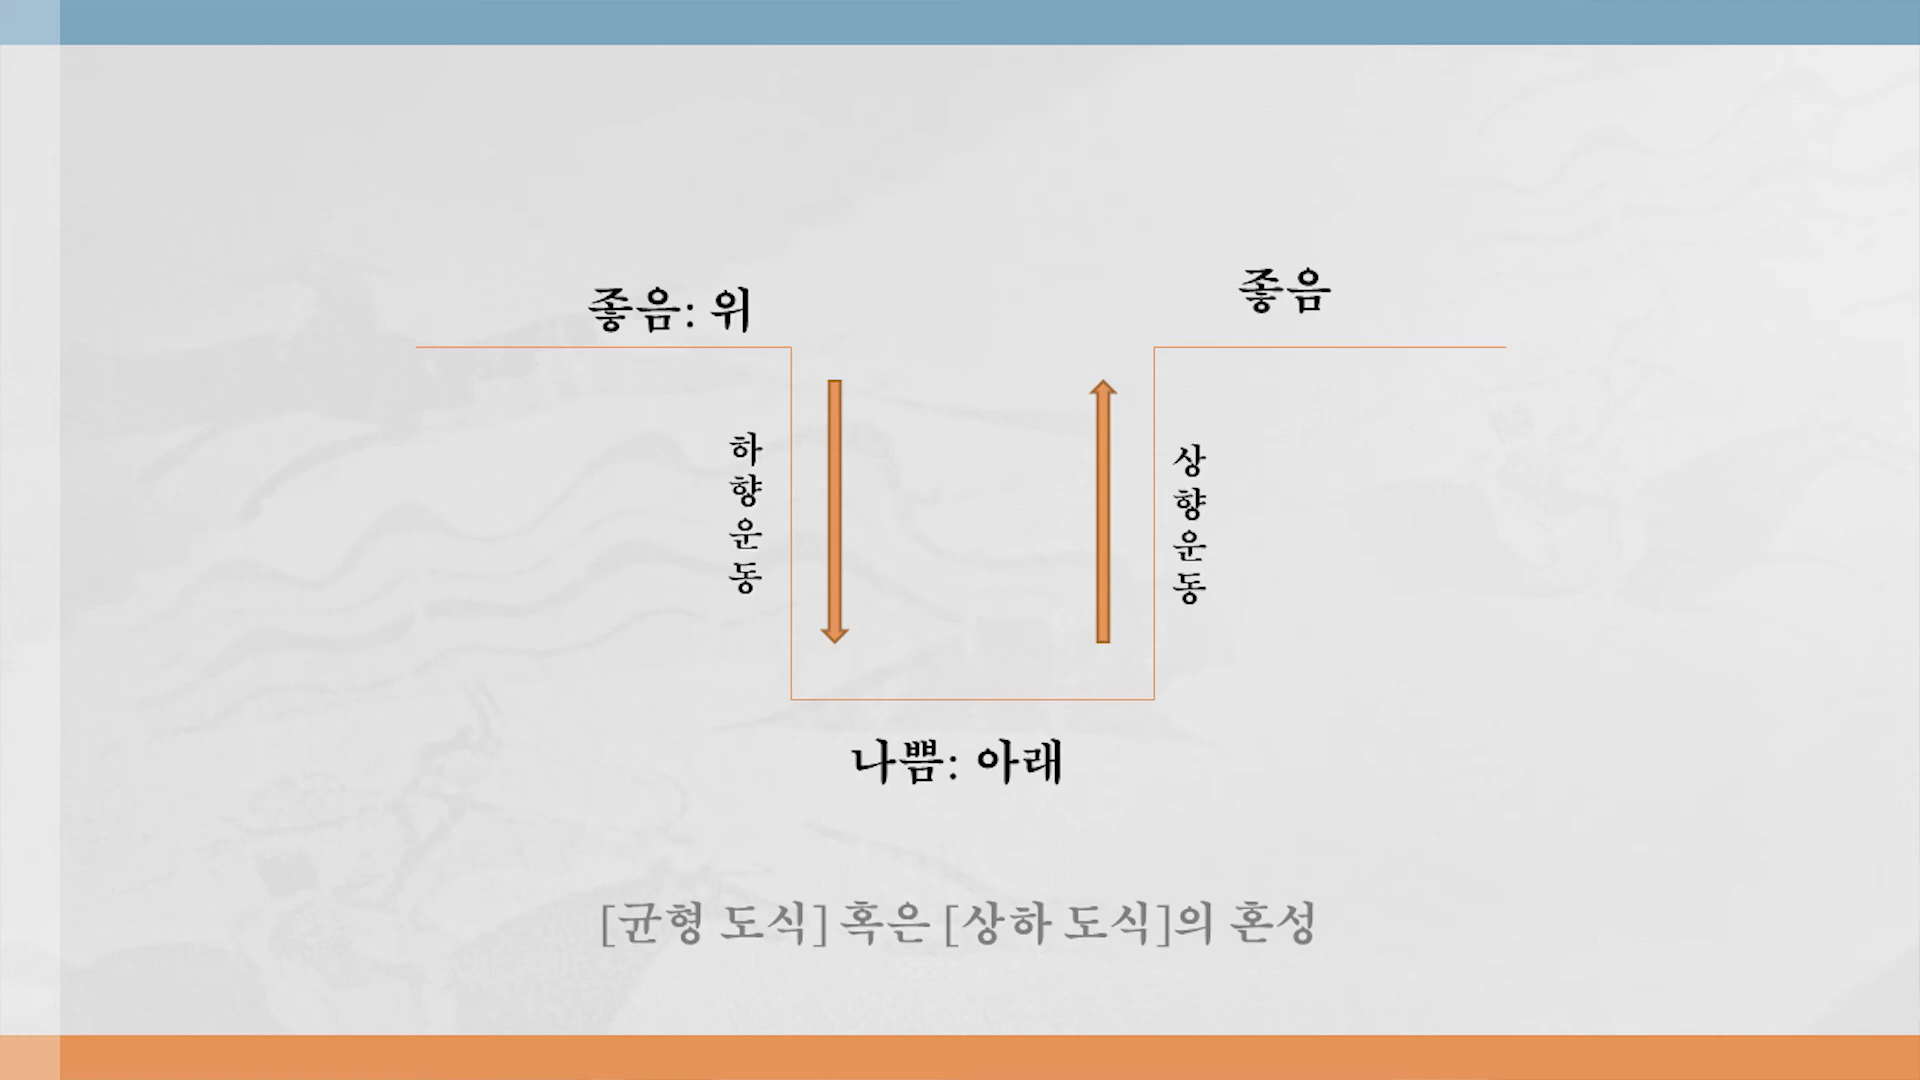 좋음: 위
좋음
하향운동
상향운동
나쁨: 아래
[균형 도식] 혹은 [상하 도식]의 혼성